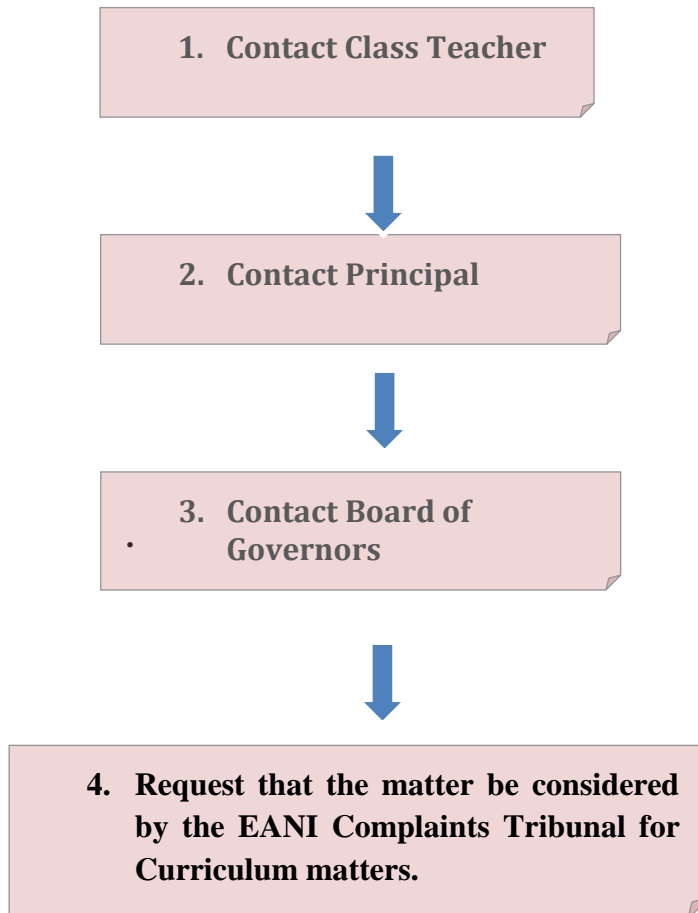 1. Contact Class Teacher
2. Contact Principal
3. Contact Board of
. Governors
4. Request that the matter be considered
by the EANI Complaints Tribunal for
Curriculum matters.